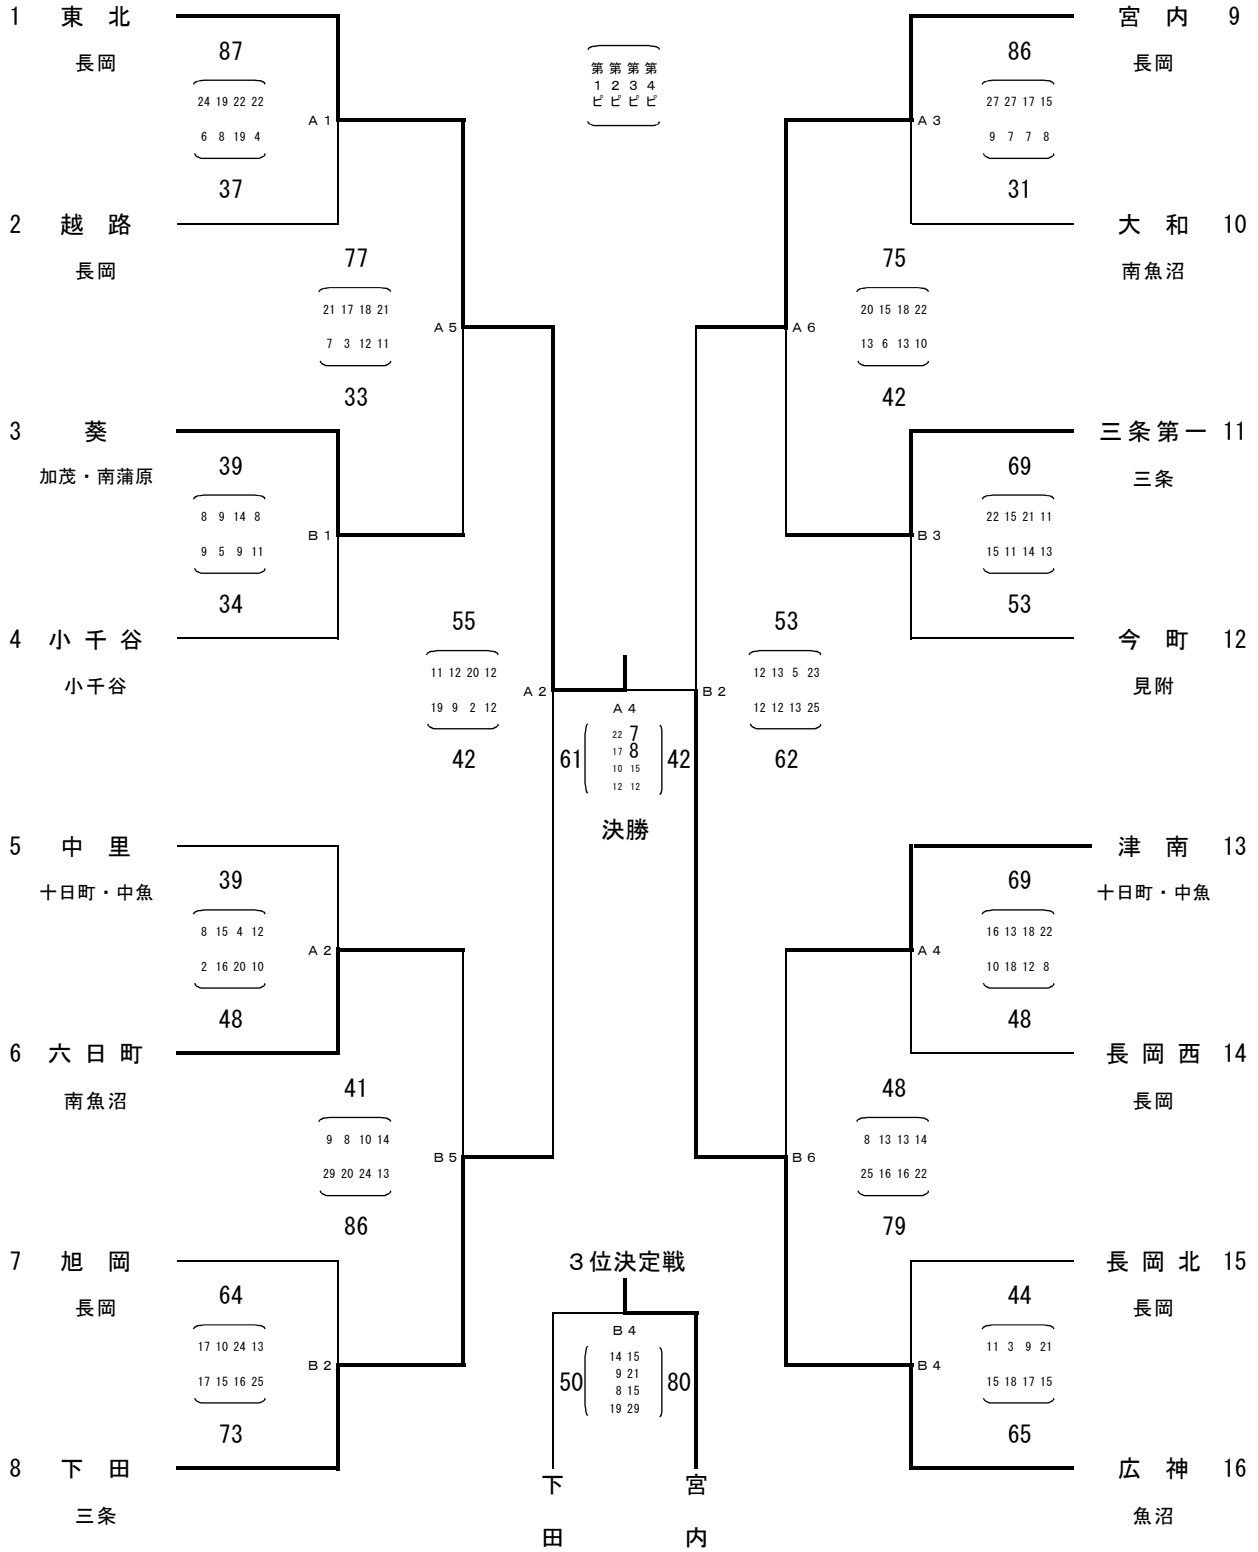 1 東 北
長岡
87
24 19 22 22
6 8 19 4
37
A 1
2 越 路
長岡
77
21 17 18 21
7 3 12 11
33
A 5
3 葵
加茂・南蒲原
39
8 9 14 8
9 5 9 11
34
B 1
4 小 千 谷
小千谷
55
11 12 20 12
19 9 2 12
42
A 2
5 中 里
十日町・中魚
39
8 15 4 12
2 16 20 10
48
A 2
6 六 日 町
南魚沼
41
9 8 10 14
29 20 24 13
86
B 5
7 旭 岡
長岡
64
17 10 24 13
17 15 16 25
73
B 2
8 下 田
三条
第 第 第 第
1 2 3 4
ピ ピ ピ ピ
A 4
61
22 7
17 8
10 15
12 12
42
決勝
3位決定戦
B 4
50
14 15
9 21
8 15
19 29
80
下田
宮内
宮 内 9
長岡
86
27 27 17 15
9 7 7 8
31
A 3
大 和 10
南魚沼
75
20 15 18 22
13 6 13 10
42
A 6
三条第一 11
三条
69
22 15 21 11
15 11 14 13
53
B 3
今 町 12
見附
53
12 13 5 23
12 12 13 25
62
B 2
津 南 13
十日町・中魚
69
16 13 18 22
10 18 12 8
48
A 4
長 岡 西 14
長岡
48
8 13 13 14
25 16 16 22
79
B 6
長 岡 北 15
長岡
44
11 3 9 21
15 18 17 15
65
B 4
広 神 16
魚沼